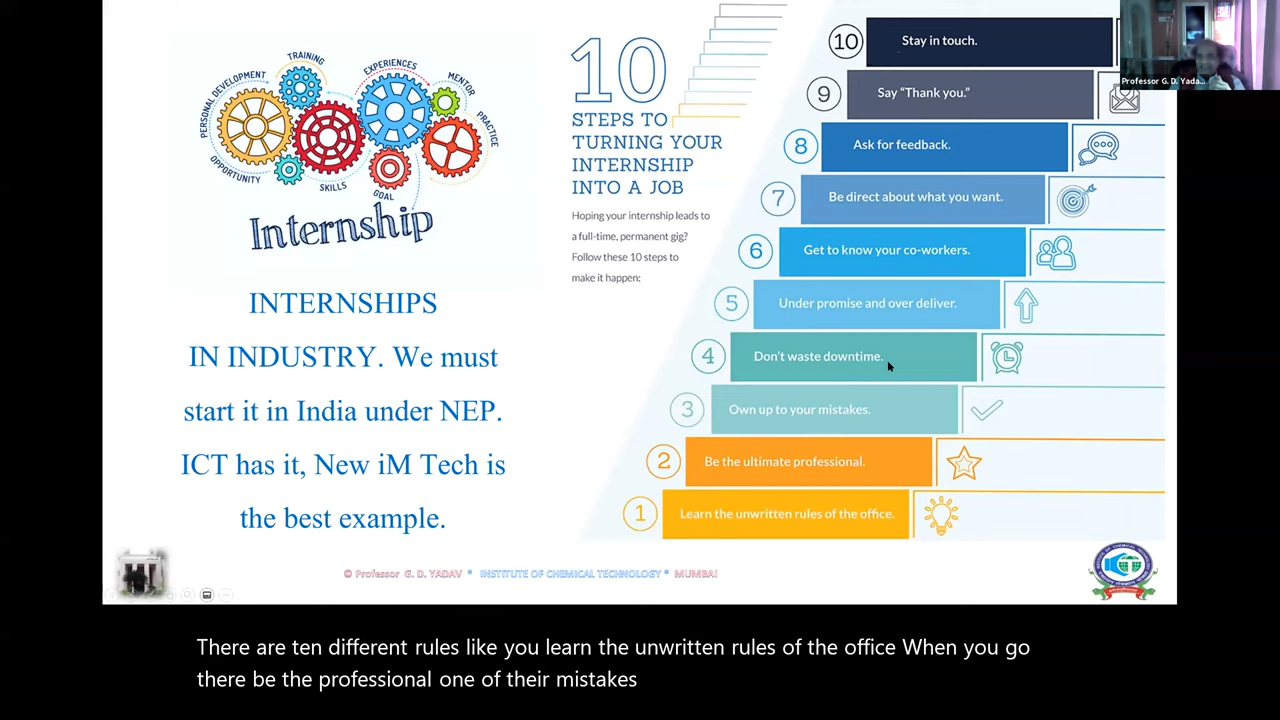 TRAINING
EXPERIENCES
PERSONAL DEVELOPMENT
MENTOR
PRACTICE
OPPORTUNITY
SKILLS
GOAL
Internship
INTERNSHIPS
IN INDUSTRY. We must
start it in India under NEP.
ICT has it, New iM Tech is
the best example.
10
STEPS TO
TURNING YOUR
INTERNSHIP
INTO A JOB
Hoping your internship leads to
a full-time, permanent gig?
Follow these 10 steps to
make it happen:
10 Stay in touch.
9 Say “Thank you.”
8 Ask for feedback.
7 Be direct about what you want.
6 Get to know your co-workers.
5 Under promise and over deliver.
4 Don’t waste downtime.
3 Own up to your mistakes.
2 Be the ultimate professional.
1 Learn the unwritten rules of the office.
Professor G. D. Yada...
© Professor G. D. YADAV * INSTITUTE OF CHEMICAL TECHNOLOGY * MUMBAI
There are ten different rules like you learn the unwritten rules of the office When you go
there be the professional one of their mistakes